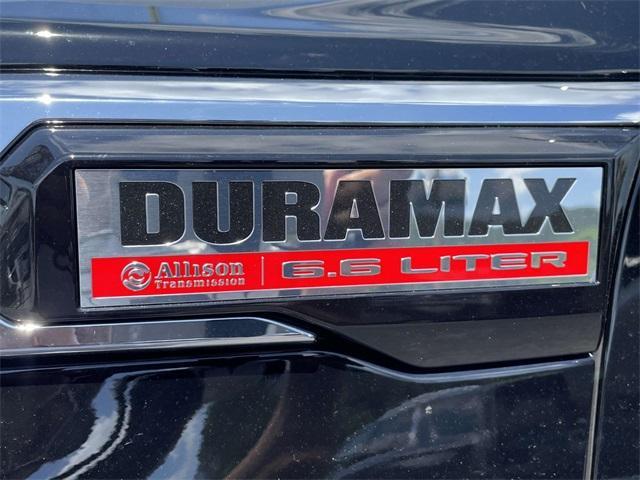 DURAMAX
Allison
Transmission
6.6 LITER